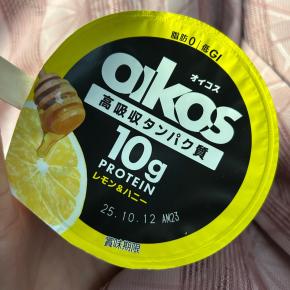 脂肪0 低GI
オイコス
oikos
高吸収タンパク質
10g
PROTEIN
レモン&ハニー
25.10.12 AM23
賞味期限